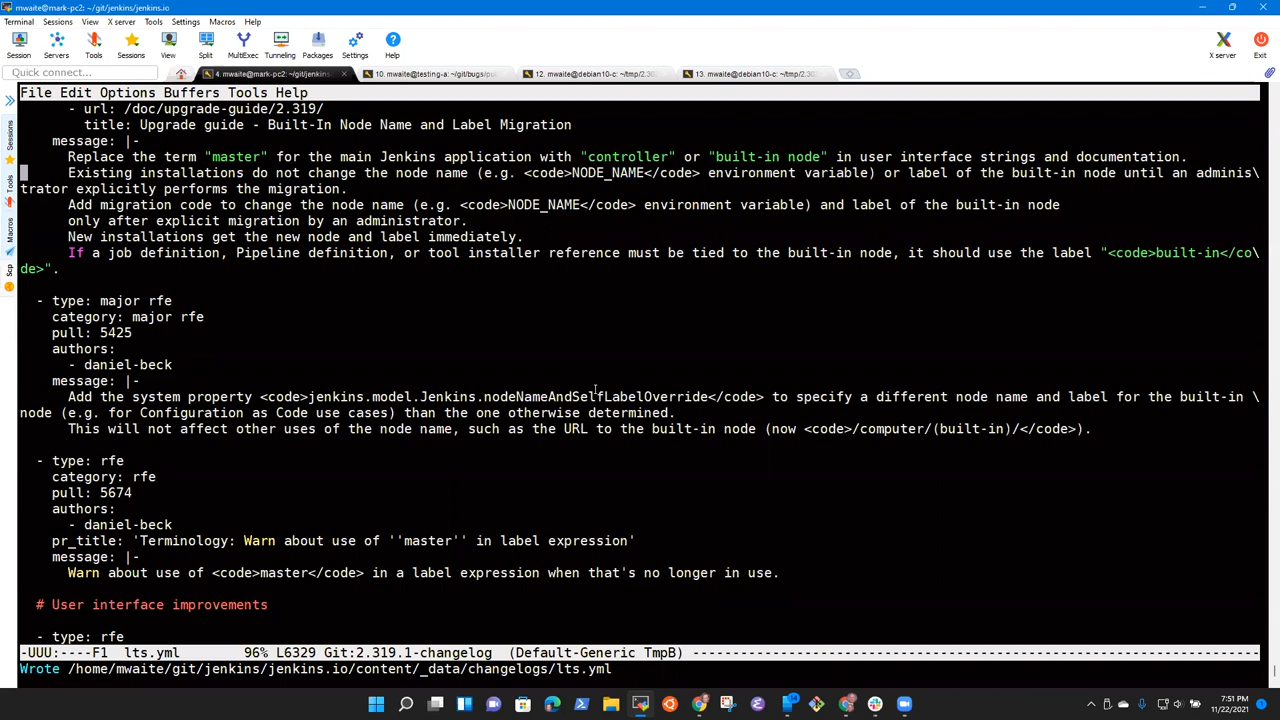 mwaite@mark-pc2: ~/git/jenkins/jenkins.io
Terminal Sessions View X server Tools Settings Macros Help
Session Servers Tools Sessions View Split MultiExec Tunneling Packages Settings Help X server Exit
Quick connect... 4. mwaite@mark-pc2: ~/git/jenkins 10. mwaite@testing-a: ~/git/bugs/pu 12. mwaite@debian10-c: ~/tmp/2.30 13. mwaite@debian10-c: ~/tmp/2.30
Sessions
Tools
Macros
Scp
File Edit Options Buffers Tools Help
- url: /doc/upgrade-guide/2.319/
title: Upgrade guide - Built-In Node Name and Label Migration
message: |-
Replace the term "master" for the main Jenkins application with "controller" or "built-in node" in user interface strings and documentation.
Existing installations do not change the node name (e.g. <code>NODE_NAME</code> environment variable) or label of the built-in node until an adminis\
trator explicitly performs the migration.
Add migration code to change the node name (e.g. <code>NODE_NAME</code> environment variable) and label of the built-in node
only after explicit migration by an administrator.
New installations get the new node and label immediately.
If a job definition, Pipeline definition, or tool installer reference must be tied to the built-in node, it should use the label "<code>built-in</co\
de>".
- type: major rfe
category: major rfe
pull: 5425
authors:
- daniel-beck
message: |-
Add the system property <code>jenkins.model.Jenkins.nodeNameAndSelfLabelOverride</code> to specify a different node name and label for the built-in \
node (e.g. for Configuration as Code use cases) than the one otherwise determined.
This will not affect other uses of the node name, such as the URL to the built-in node (now <code>/computer/(built-in)/</code>).
- type: rfe
category: rfe
pull: 5674
authors:
- daniel-beck
pr_title: 'Terminology: Warn about use of ''master'' in label expression'
message: |-
Warn about use of <code>master</code> in a label expression when that's no longer in use.
# User interface improvements
- type: rfe
-UUU:----F1 lts.yml 96% L6329 Git:2.319.1-changelog (Default-Generic TmpB) ------------------------------------------------------------------------
Wrote /home/mwaite/git/jenkins/jenkins.io/content/_data/changelogs/lts.yml
7:51 PM
11/22/2021